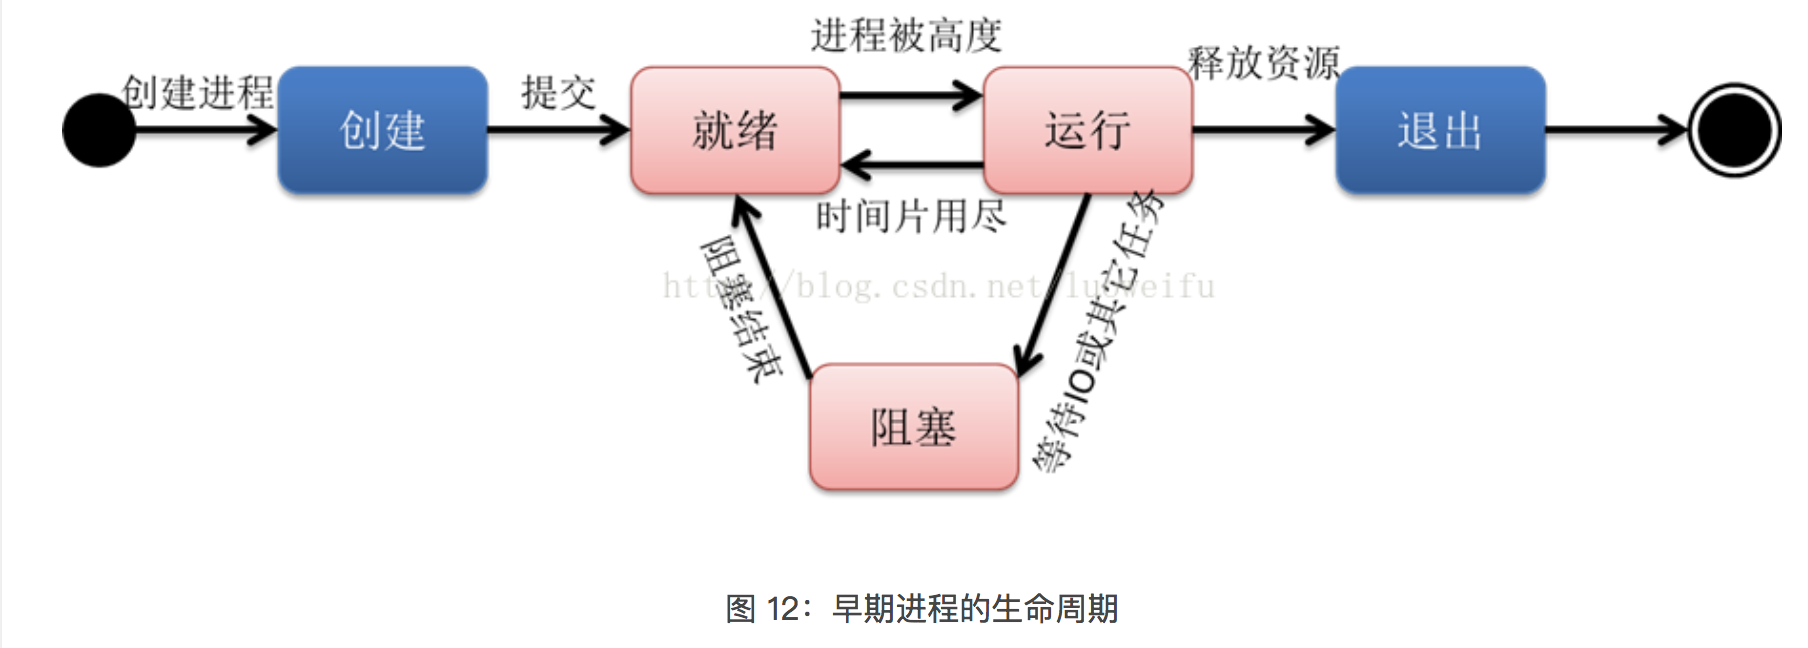 进程被高度
创建进程
提交
释放资源
创建
就绪
运行
退出
时间片用尽
阻塞结束
等待IO或其它任务
http://blog.csdn.net/luoweifu
阻塞
图 12：早期进程的生命周期